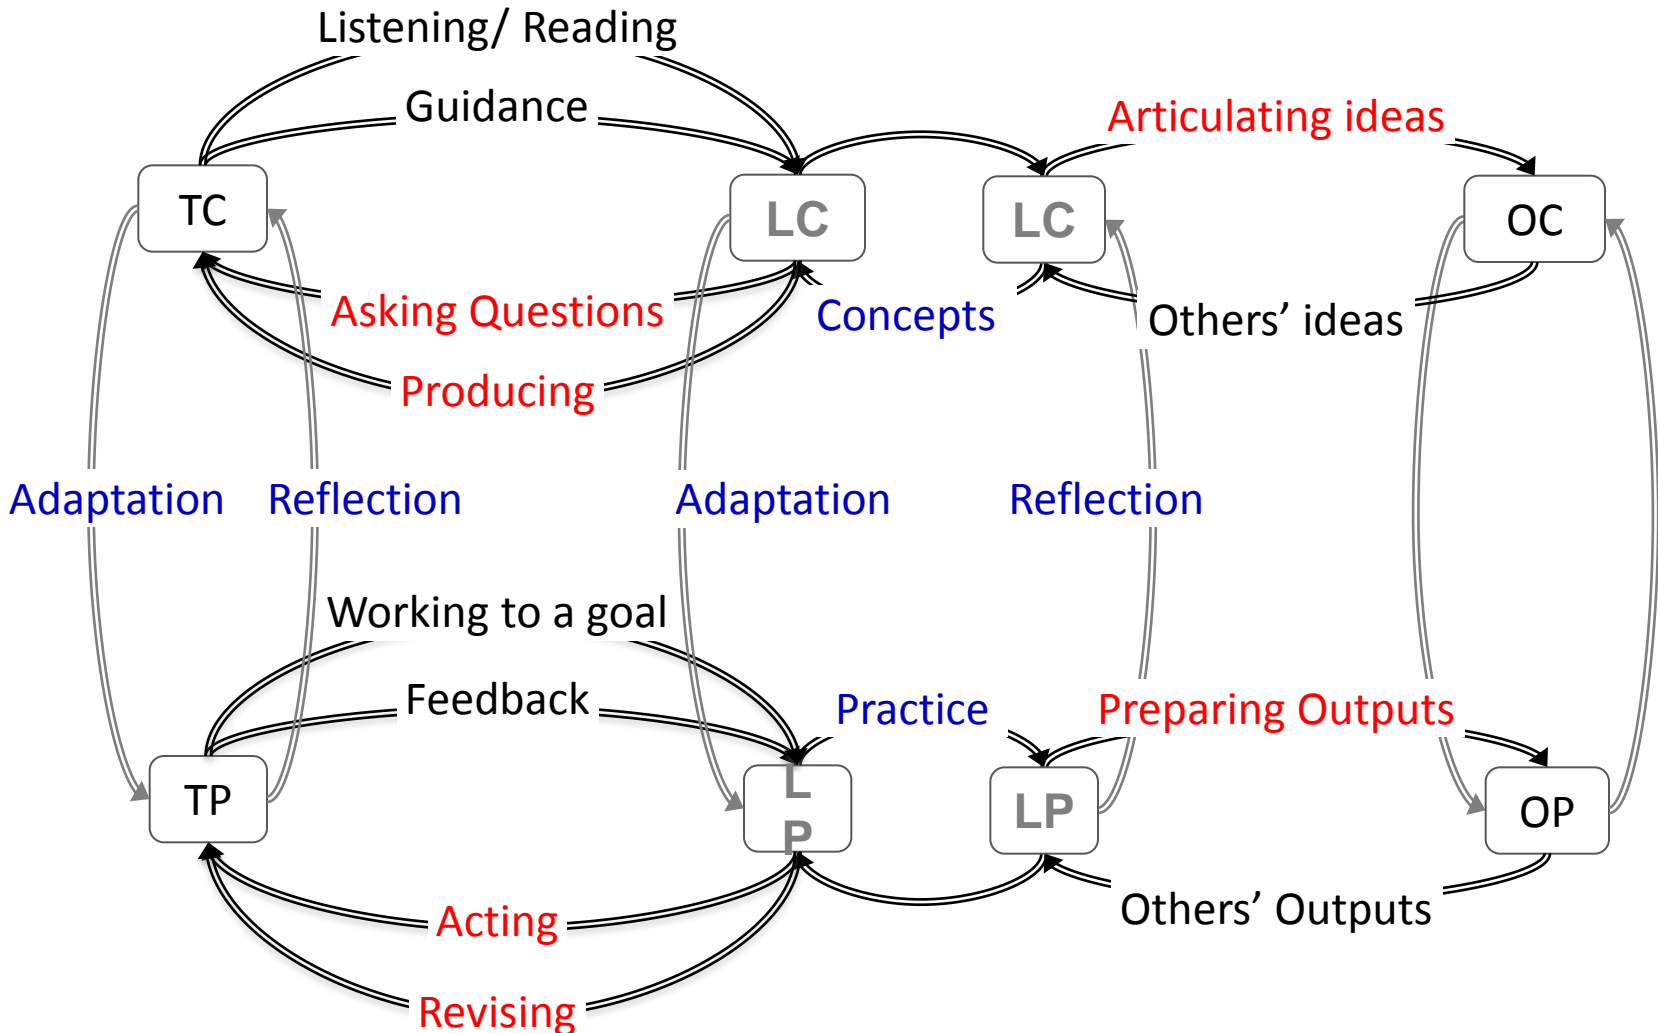 Listening/ Reading
Guidance
Articulating ideas
TC
LC
LC
OC
Asking Questions
Concepts
Others’ ideas
Producing
Adaptation
Reflection
Adaptation
Reflection
Working to a goal
Feedback
Practice
Preparing Outputs
TP
L
P
LP
OP
Acting
Others’ Outputs
Revising